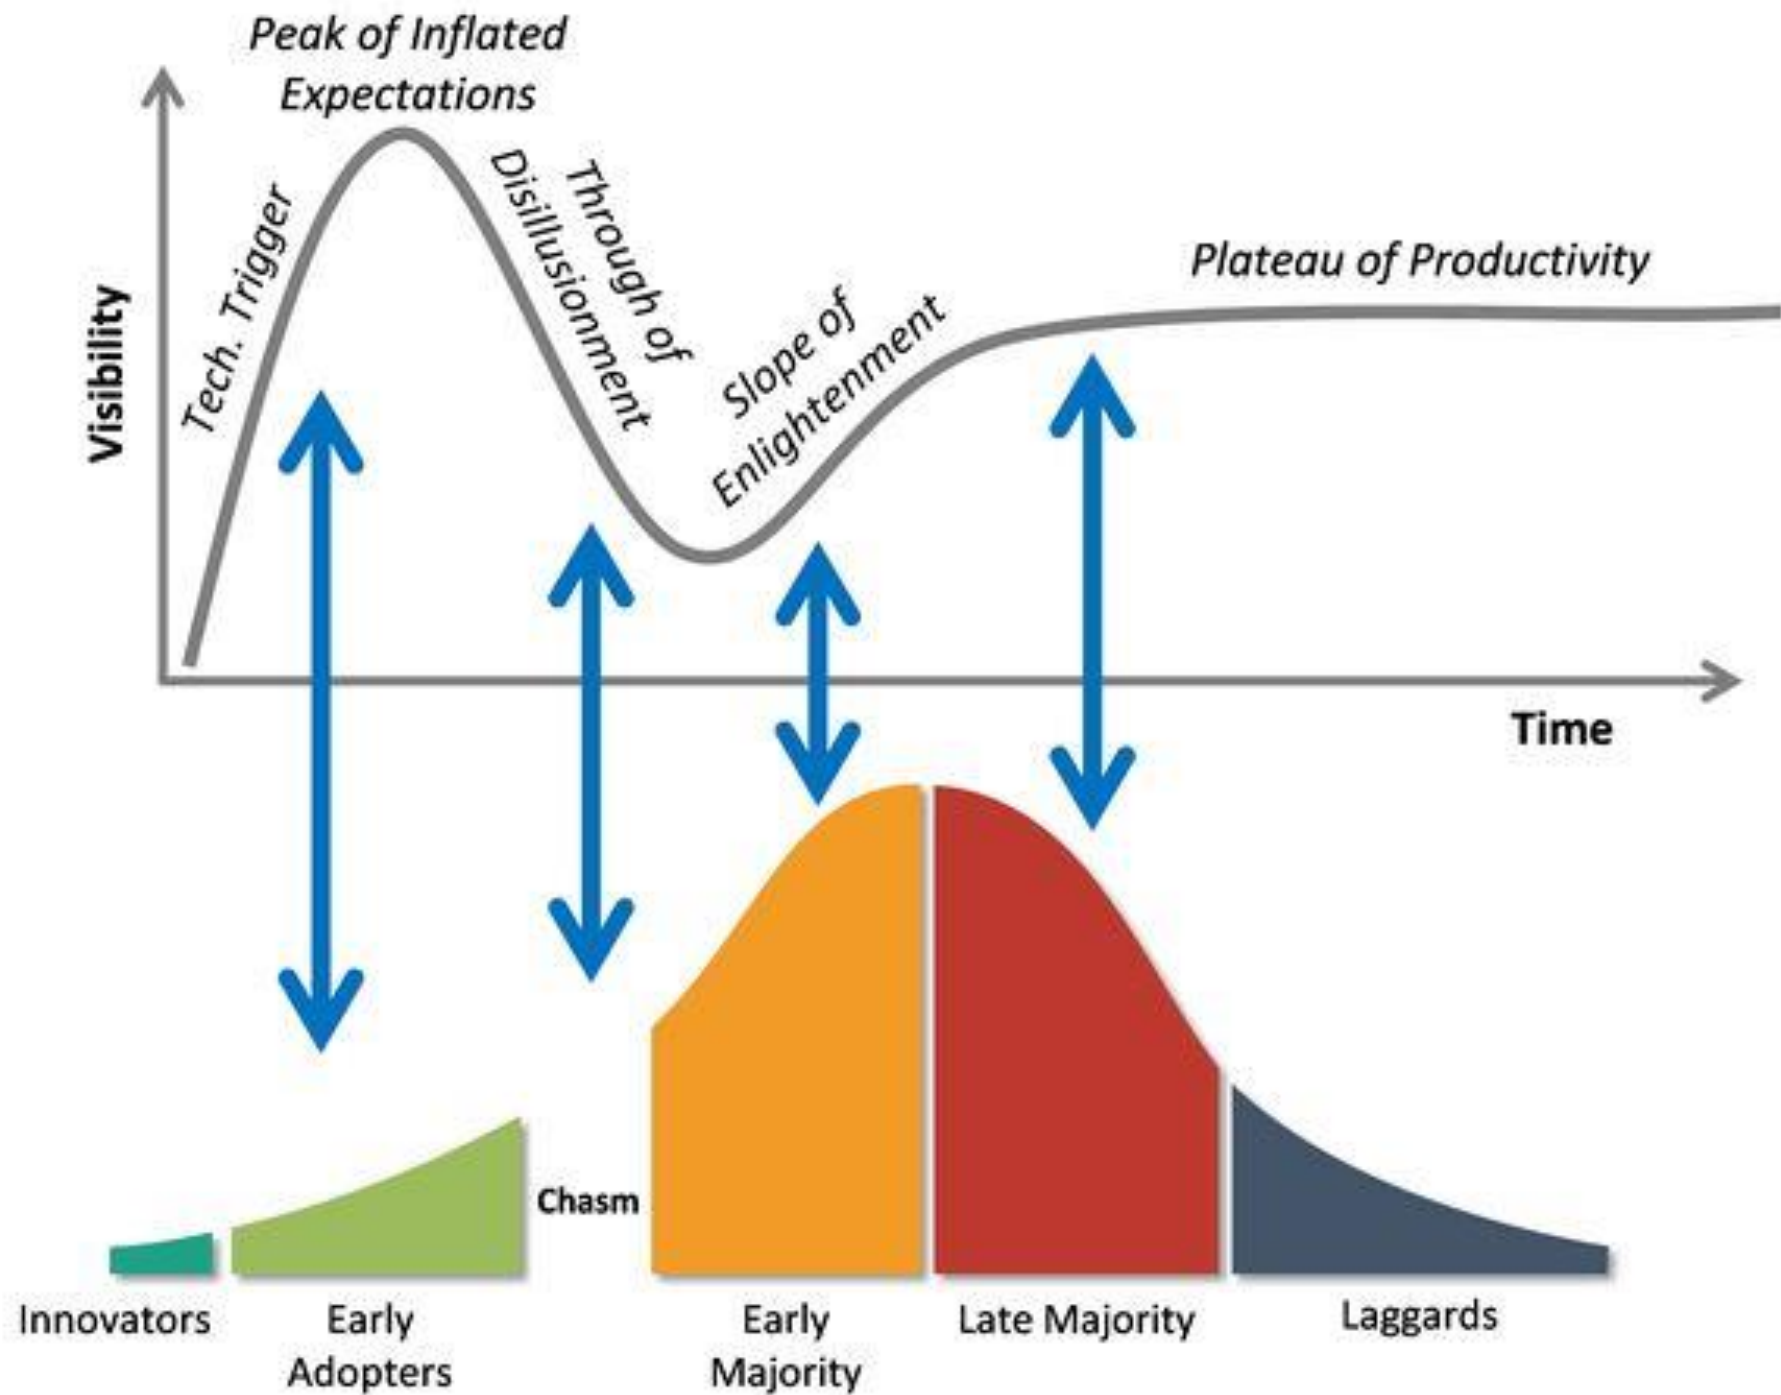 Peak of Inflated
Expectations
Tech. Trigger
Through of
Disillusionment
Slope of
Enlightenment
Plateau of Productivity
Visibility
Time
Chasm
Innovators
Early
Adopters
Early
Majority
Late Majority
Laggards